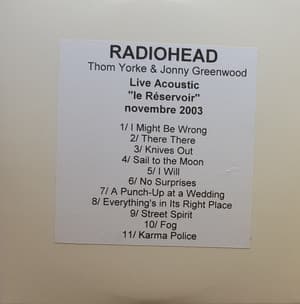 RADIOHEAD
Thom Yorke & Jonny Greenwood
Live Acoustic
"le Réservoir"
novembre 2003
1/ I Might Be Wrong
2/ There There
3/ Knives Out
4/ Sail to the Moon
5/ I Will
6/ No Surprises
7/ A Punch-Up at a Wedding
8/ Everything's in Its Right Place
9/ Street Spirit
10/ Fog
11/ Karma Police